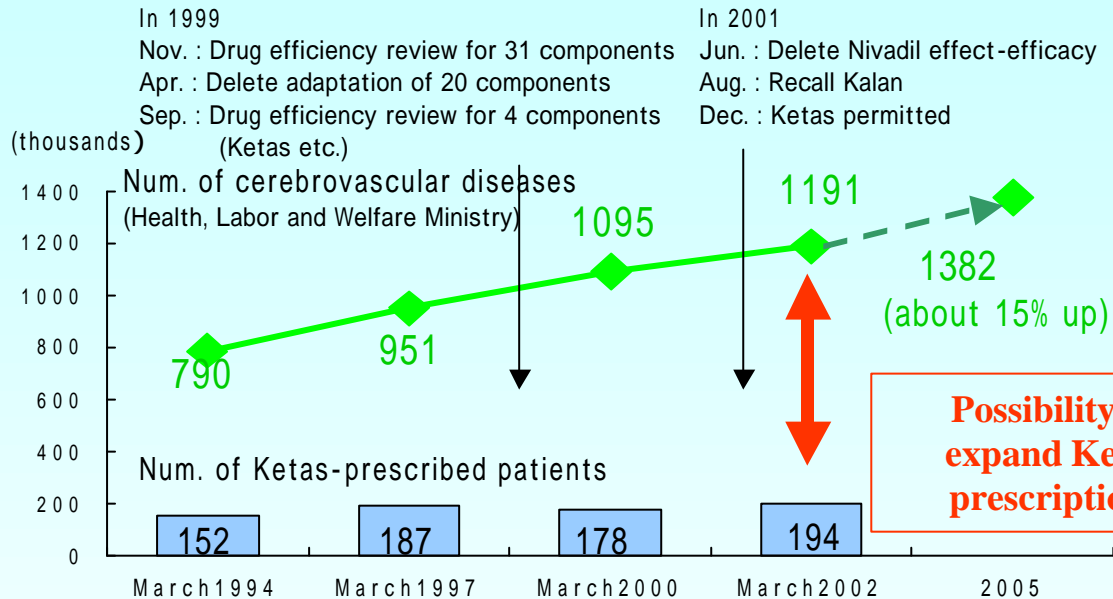 In 1999
Nov. : Drug efficiency review for 31 components
Apr. : Delete adaptation of 20 components
Sep. : Drug efficiency review for 4 components
(Ketas etc.)
In 2001
Jun. : Delete Nivadil effect-efficacy
Aug. : Recall Kalan
Dec. : Ketas permitted
(thousands)
Num. of cerebrovascular diseases
(Health, Labor and Welfare Ministry)
1400
1200
1000
800
600
400
200
0
790
951
1095
1191
1382
(about 15% up)
Possibility
expand Ke
prescriptio
Num. of Ketas-prescribed patients
152
187
178
194
March1994
March1997
March2000
March2002
2005